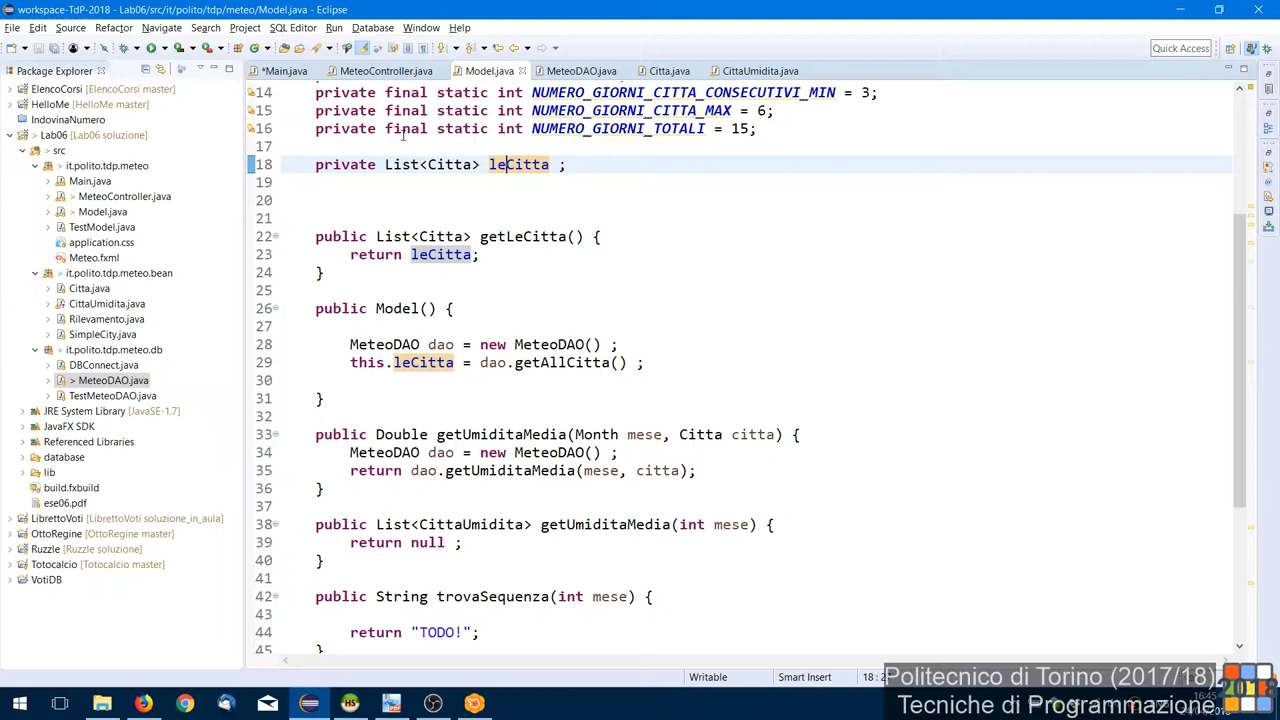 workspace-TdP-2018 - Lab06/src/it/polito/tdp/meteo/Model.java - Eclipse
File Edit Source Refactor Navigate Search Project SQL Editor Run Database Window Help
Quick Access
Package Explorer
*Main.java MeteoController.java Model.java MeteoDAO.java Citta.java CittaUmidita.java
ElencoCorsi [ElencoCorsi master]
HelloMe [HelloMe master]
IndovinaNumero
Lab06 [Lab06 soluzione]
src
it.polito.tdp.meteo
Main.java
> MeteoController.java
> Model.java
TestModel.java
application.css
Meteo.fxml
> it.polito.tdp.meteo.bean
Citta.java
CittaUmidita.java
Rilevamento.java
SimpleCity.java
> it.polito.tdp.meteo.db
DBConnect.java
> MeteoDAO.java
TestMeteoDAO.java
JRE System Library [JavaSE-1.7]
JavaFX SDK
Referenced Libraries
database
lib
build.fxbuild
ese06.pdf
LibrettoVoti [LibrettoVoti soluzione_in_aula]
OttoRegine [OttoRegine master]
Ruzzle [Ruzzle soluzione]
Totocalcio [Totocalcio master]
VotiDB
14 private final static int NUMERO_GIORNI_CITTA_CONSECUTIVI_MIN = 3;
15 private final static int NUMERO_GIORNI_CITTA_MAX = 6;
16 private final static int NUMERO_GIORNI_TOTALI = 15;
17
18 private List<Citta> leCitta ;
19
20
21
22 public List<Citta> getLeCitta() {
23 return leCitta;
24 }
25
26 public Model() {
27
28 MeteoDAO dao = new MeteoDAO() ;
29 this.leCitta = dao.getAllCitta() ;
30
31 }
32
33 public Double getUmiditaMedia(Month mese, Citta citta) {
34 MeteoDAO dao = new MeteoDAO() ;
35 return dao.getUmiditaMedia(mese, citta);
36 }
37
38 public List<CittaUmidita> getUmiditaMedia(int mese) {
39 return null ;
40 }
41
42 public String trovaSequenza(int mese) {
43
44 return "TODO!";
45 }
Writable Smart Insert 18 : 2
Politecnico di Torino (2017/18)
16:45
Tecniche di Programmazione
2018